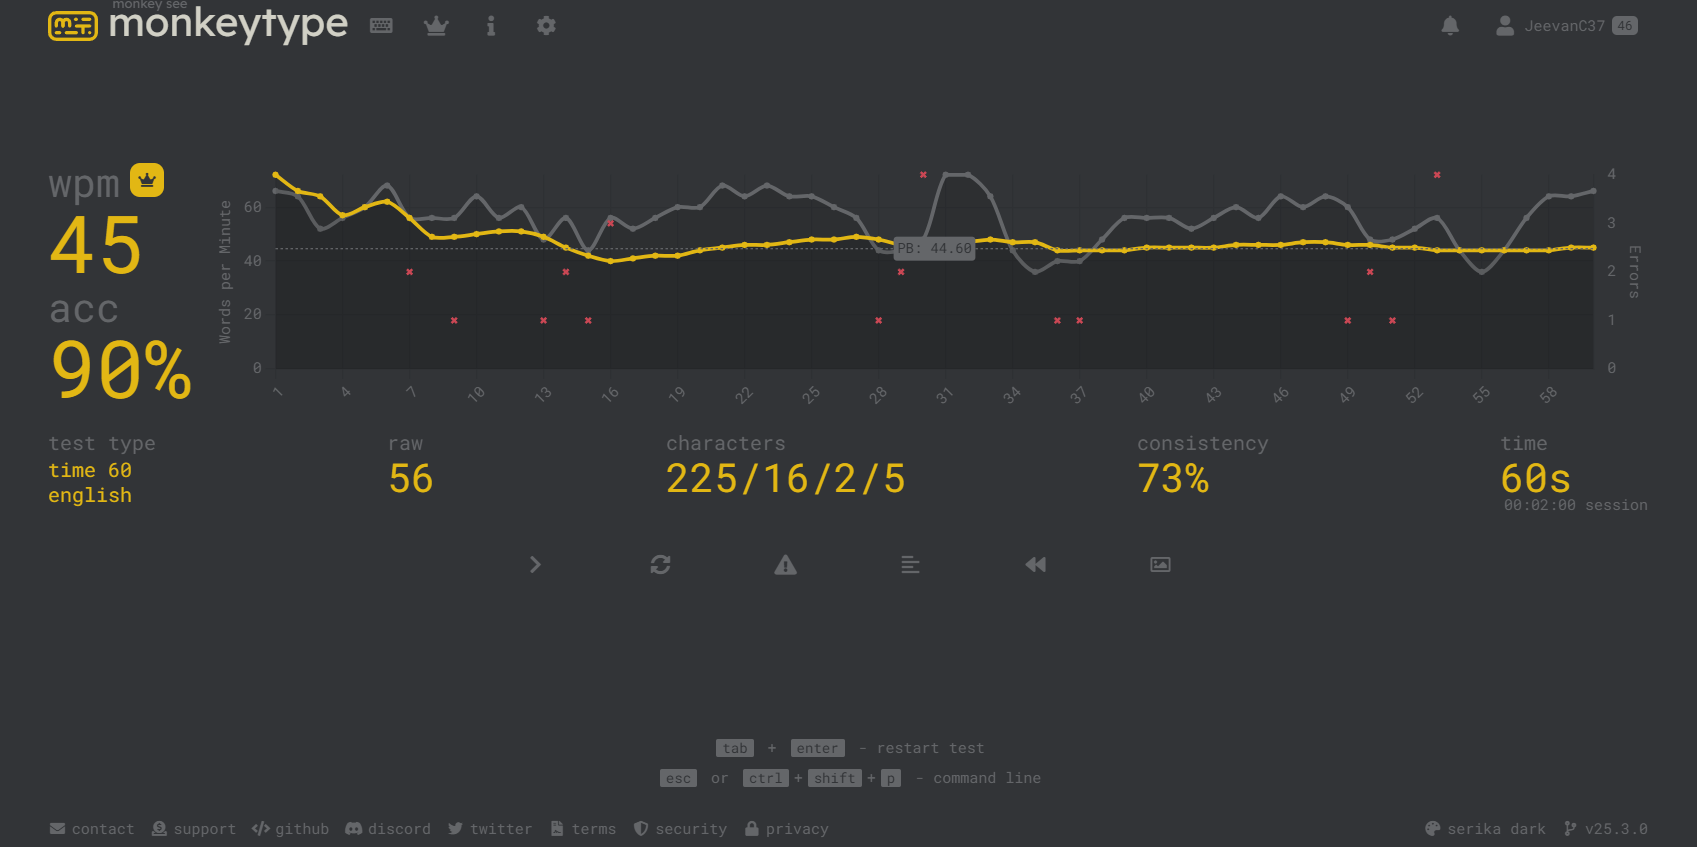 monkey see
monkeytype
JeevanC37 46
wpm
45
acc
90%
Words per Minute
60
40
20
0
PB: 44.60
4
3
2
1
0
Errors
1 4 7 10 13 16 19 22 25 28 31 34 37 40 43 46 49 52 55 58
test type
time 60
english
raw
56
characters
225/16/2/5
consistency
73%
time
60s
00:02:00 session
tab + enter - restart test
esc or ctrl + shift + p - command line
contact support github discord twitter terms security privacy serika dark v25.3.0